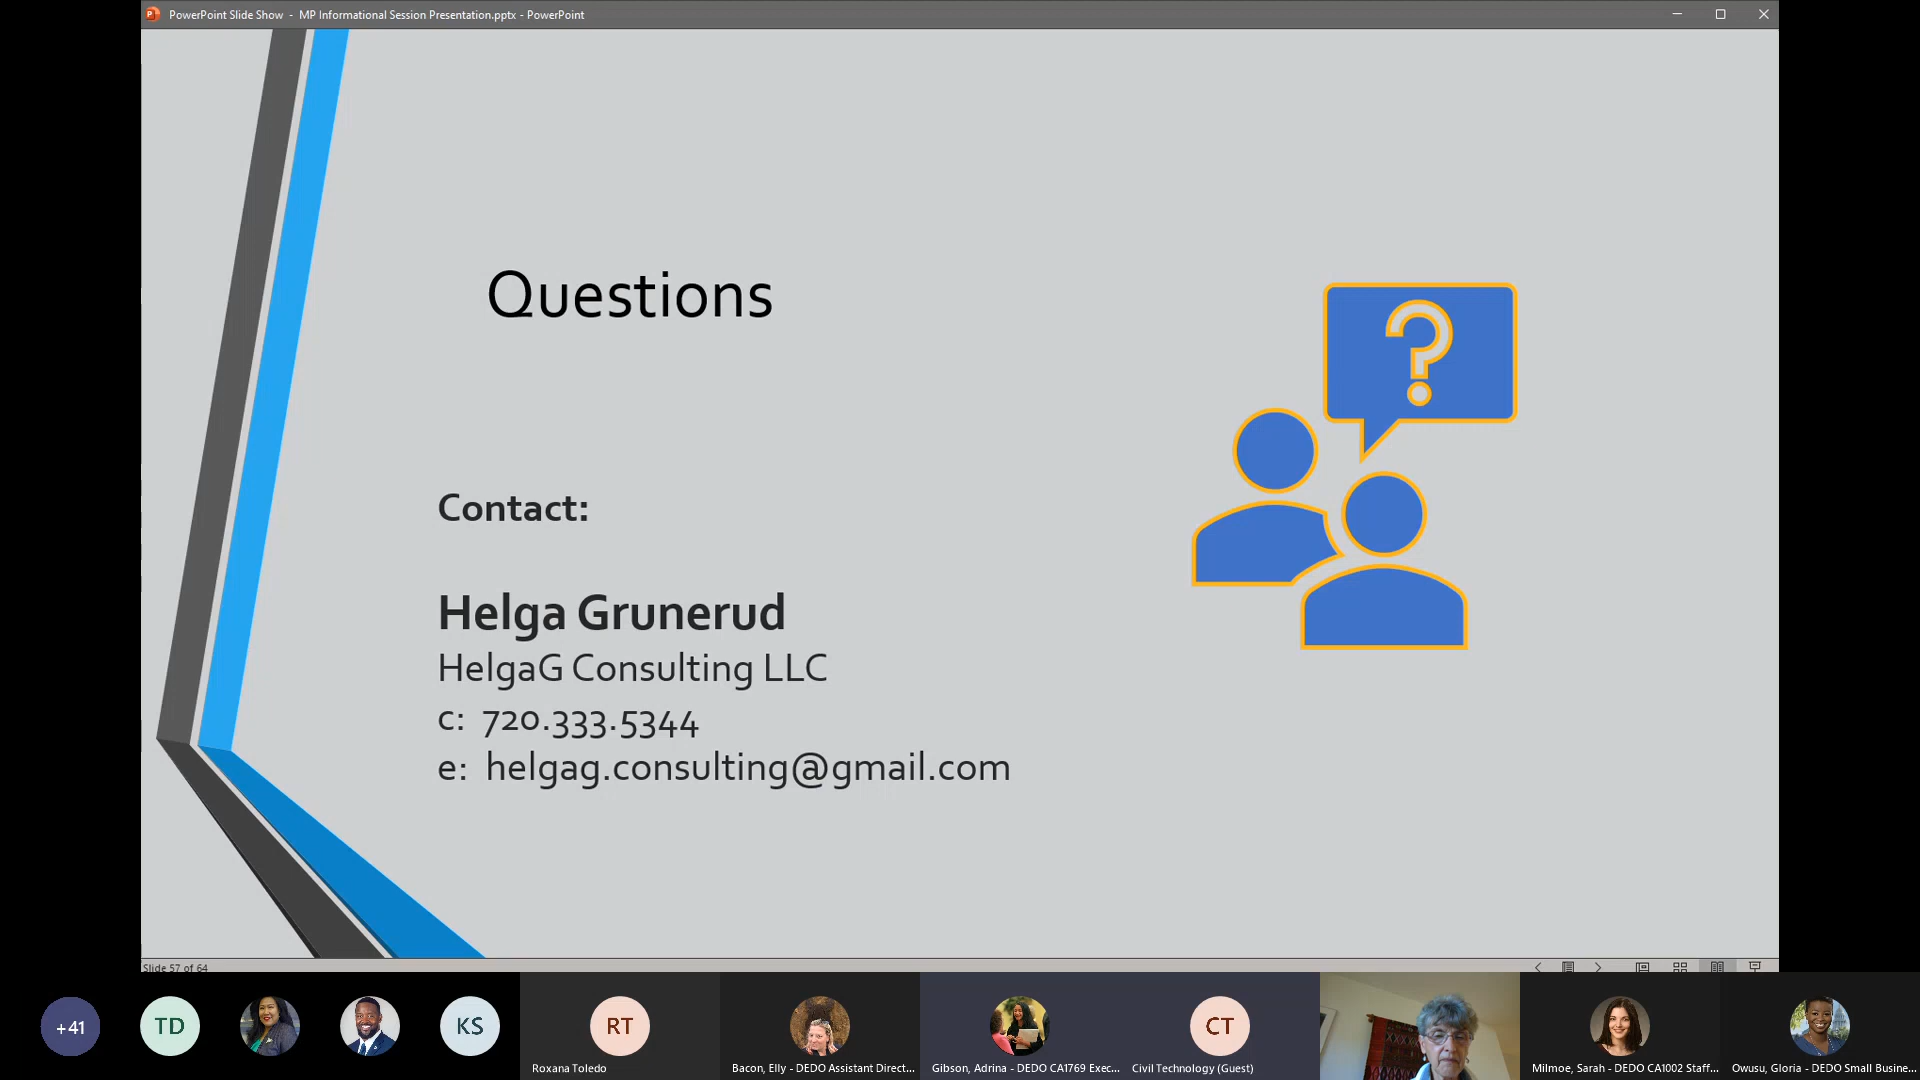 PowerPoint Slide Show - MP Informational Session Presentation.pptx - PowerPoint
Questions
?
Contact:
Helga Grunerud
HelgaG Consulting LLC
c: 720.333.5344
e: helgag.consulting@gmail.com
Slide 57 of 64
+41
TD
KS
RT
CT
Roxana Toledo
Bacon, Elly - DEDO Assistant Direct...
Gibson, Adrina - DEDO CA1769 Exec...
Civil Technology (Guest)
Milmoe, Sarah - DEDO CA1002 Staff...
Owusu, Gloria - DEDO Small Busine...